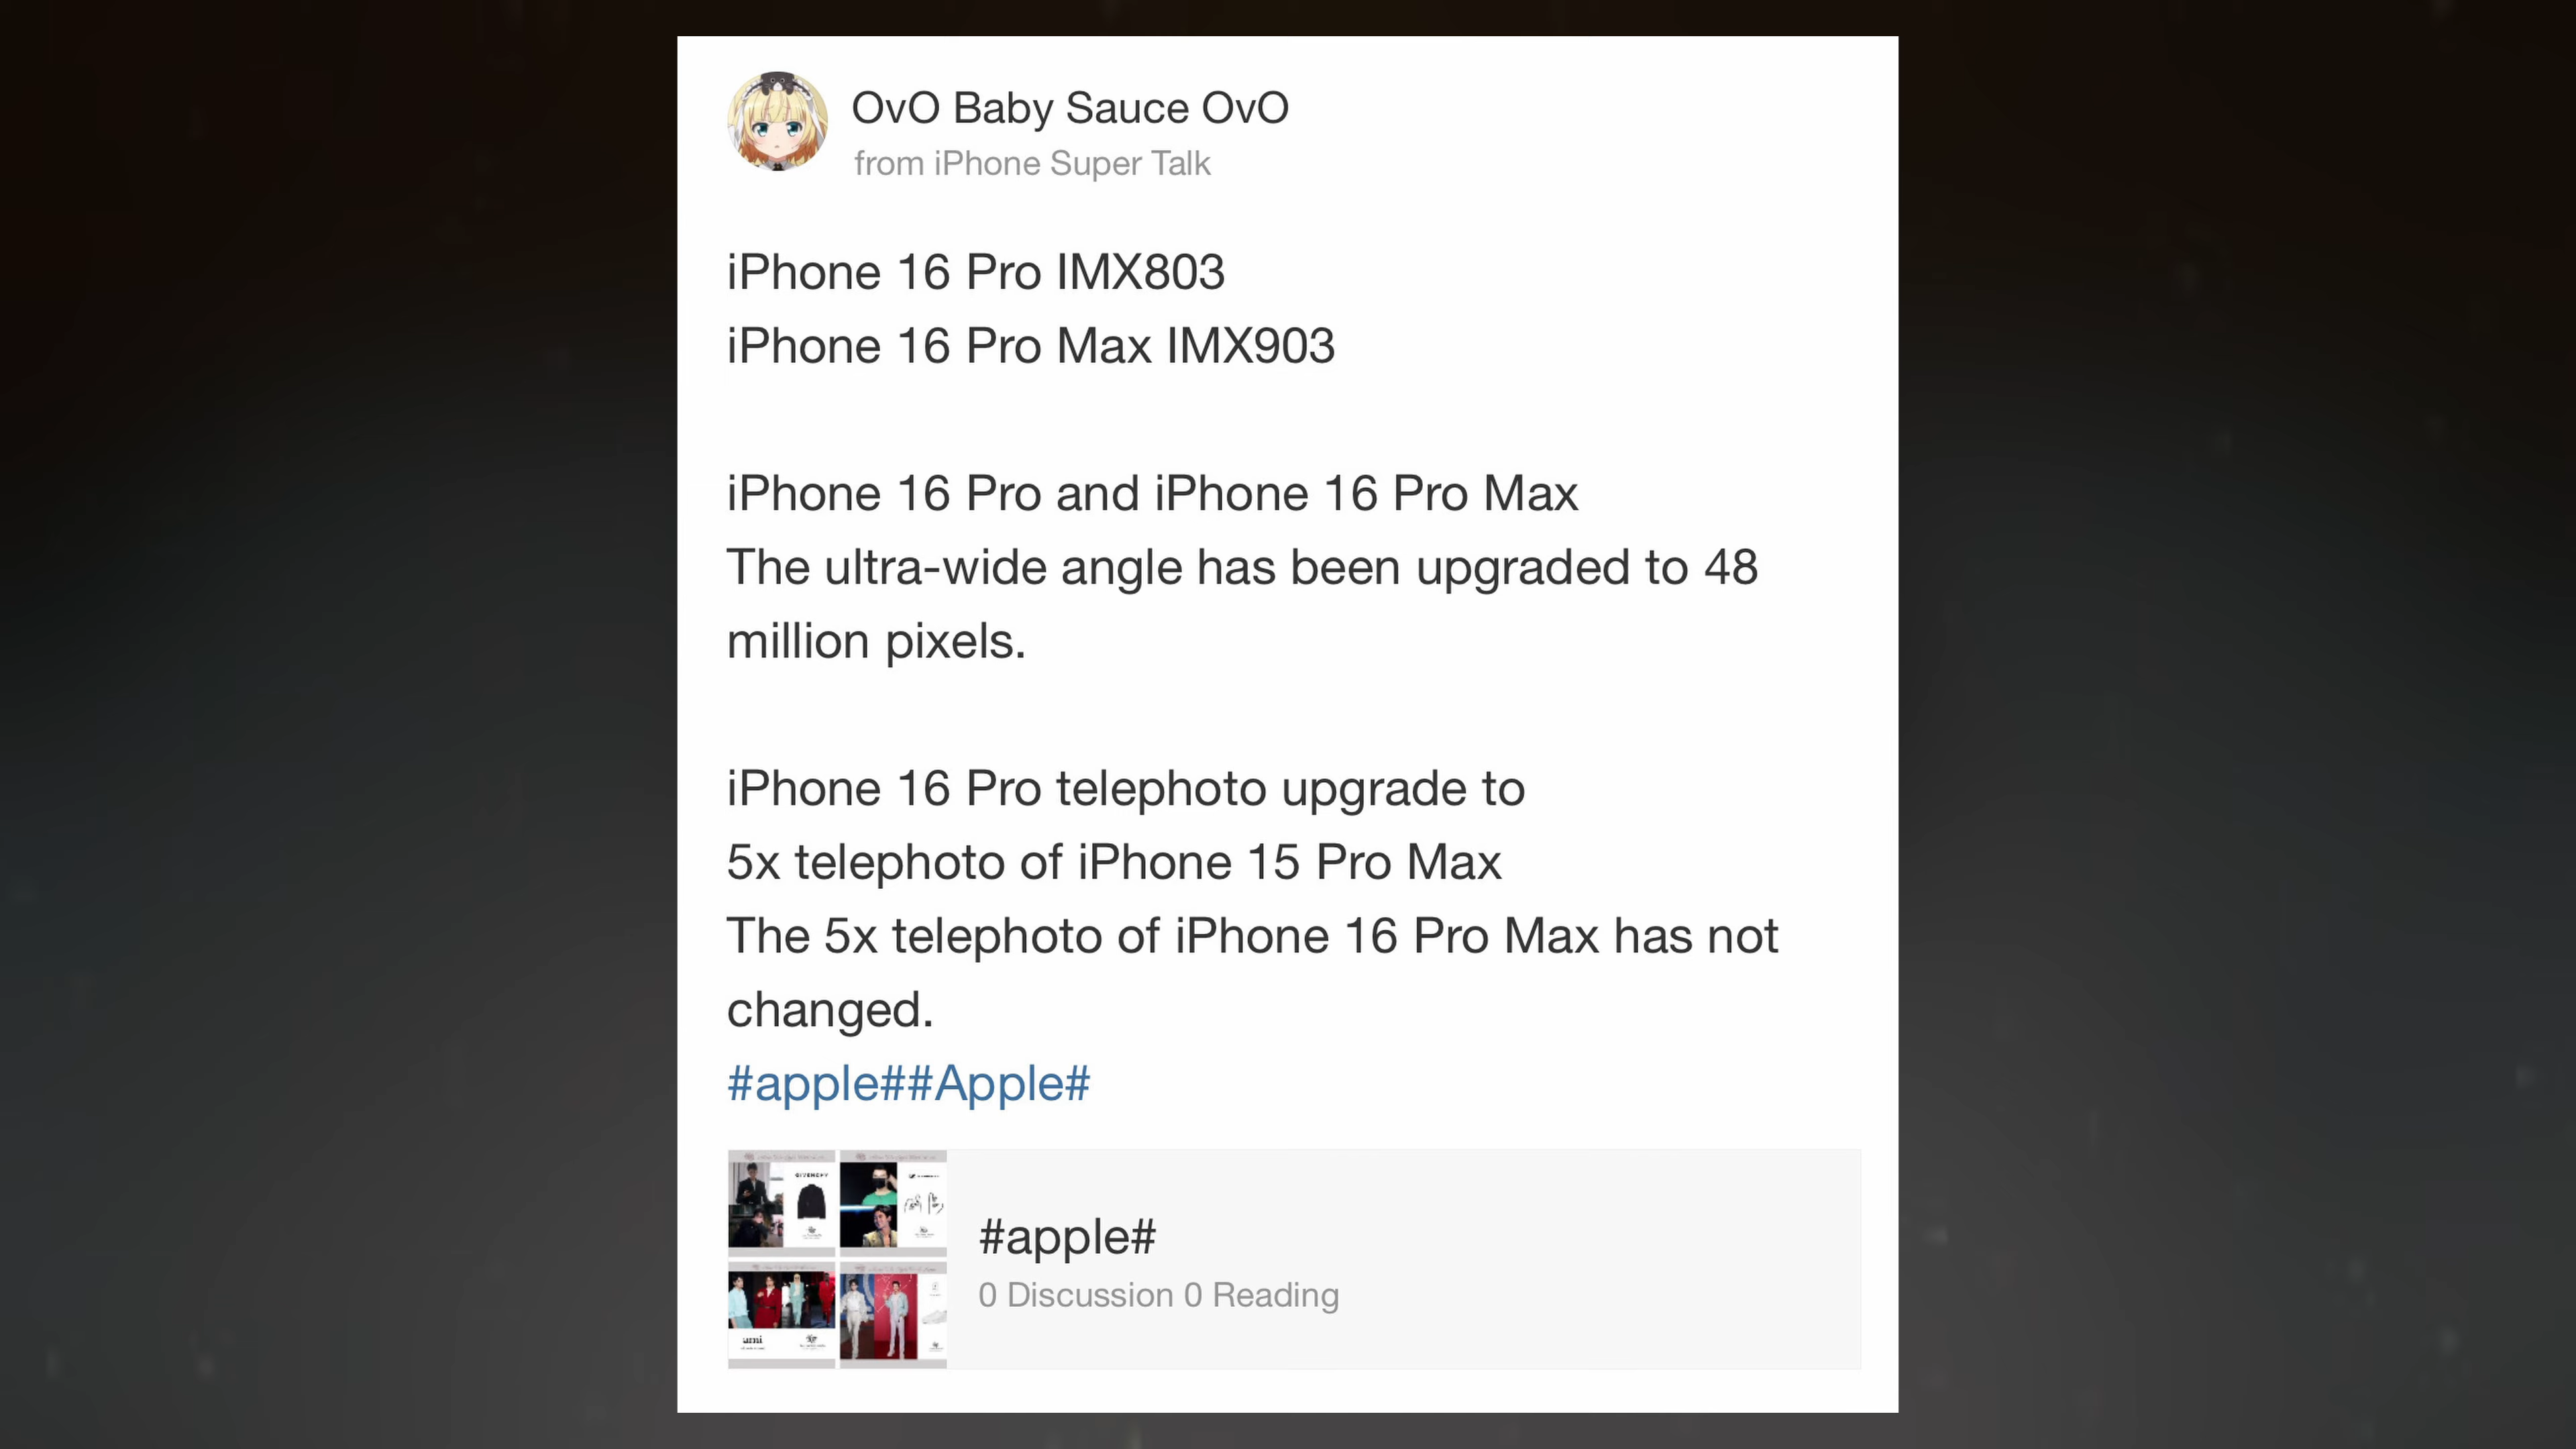 OvO Baby Sauce OvO
from iPhone Super Talk
iPhone 16 Pro IMX803
iPhone 16 Pro Max IMX903
iPhone 16 Pro and iPhone 16 Pro Max
The ultra-wide angle has been upgraded to 48
million pixels.
iPhone 16 Pro telephoto upgrade to
5x telephoto of iPhone 15 Pro Max
The 5x telephoto of iPhone 16 Pro Max has not
changed.
#apple##Apple#
GIVENCHY
umi
#apple#
0 Discussion 0 Reading